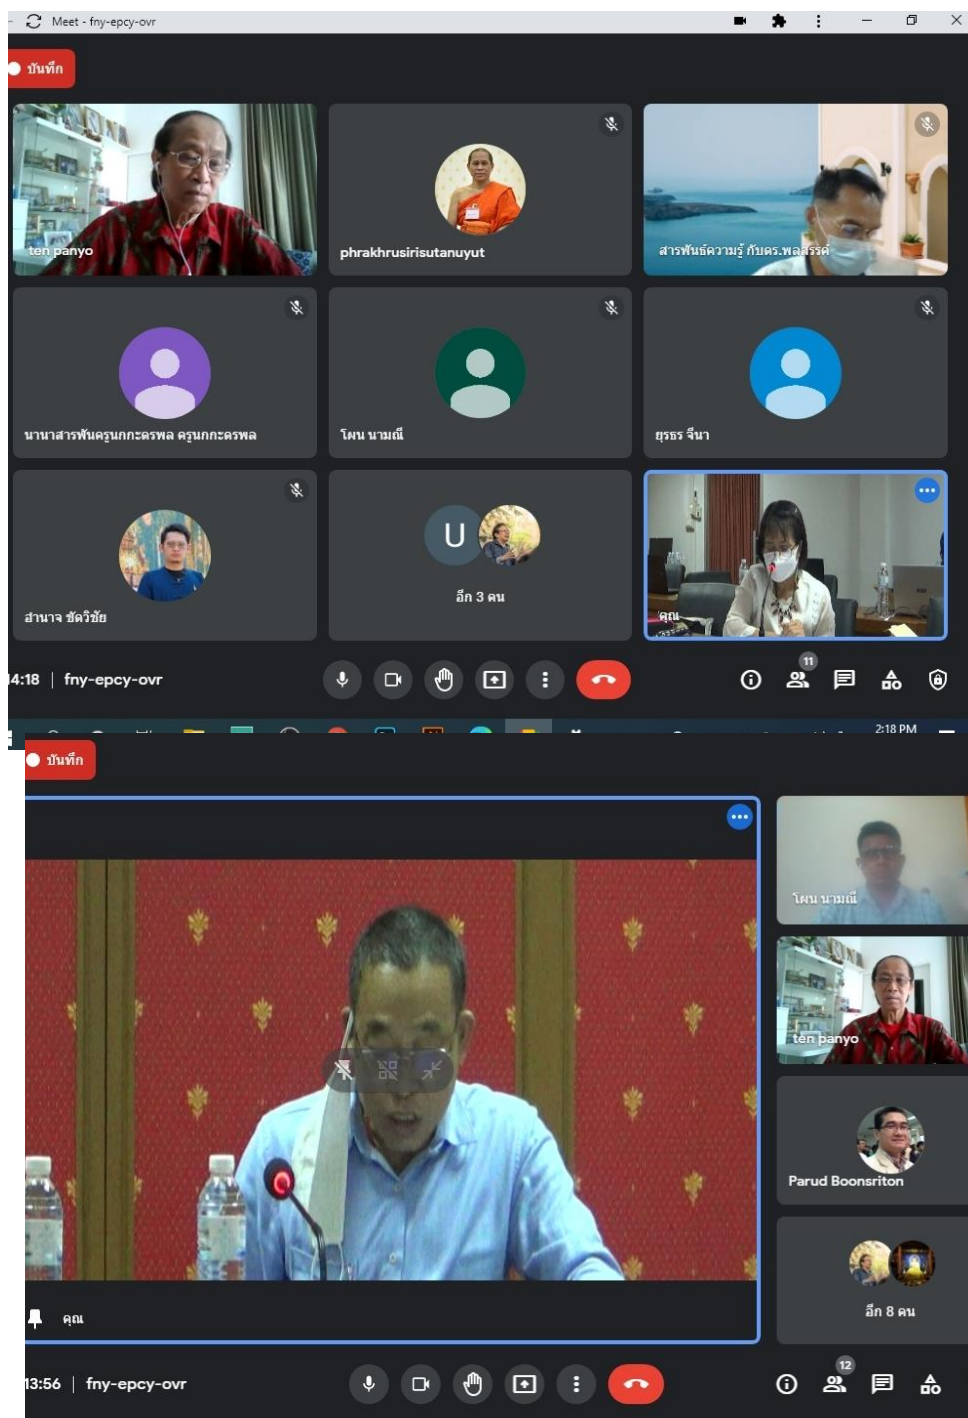 Meet - fny-epcy-ovr
บันทึก
ten panyo
phrakhrusirisutanuyut
สารพันธ์ความรู้ กับดร.พลสรรค์
นานาสารพันครูนกกะดรพล ครูนกกะดรพล
โผน นามณี
ยุรธร จีนา
อำนาจ ขัดวิชัย
U
อีก 3 คน
คุณ
14:18 | fny-epcy-ovr
11
2:18 PM
บันทึก
โผน นามณี
ten panyo
Parud Boonsriton
อีก 8 คน
คุณ
13:56 | fny-epcy-ovr
12